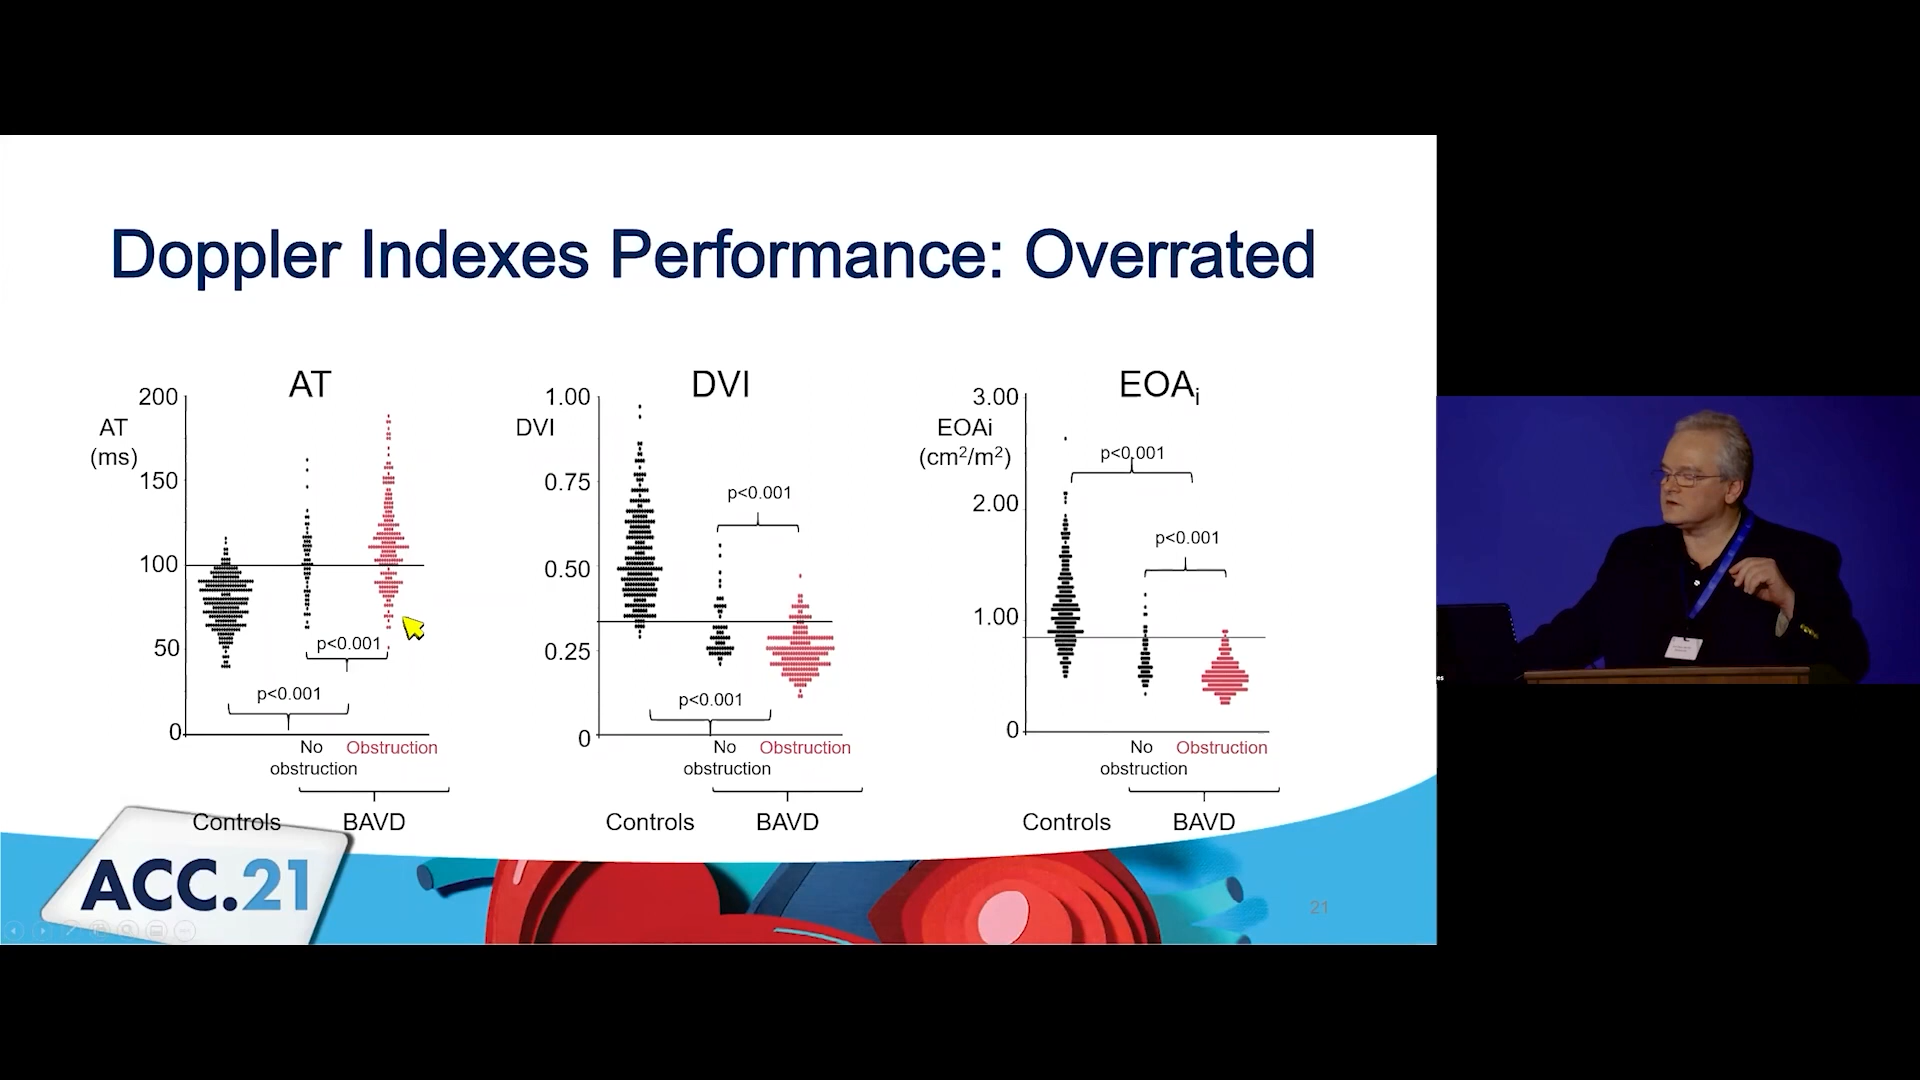 Doppler Indexes Performance: Overrated
AT
AT
(ms)
200
150
100
50
0
p<0.001
p<0.001
No
obstruction
Obstruction
Controls
BAVD
DVI
DVI
1.00
0.75
0.50
0.25
0
p<0.001
p<0.001
No
obstruction
Obstruction
Controls
BAVD
EOAi
EOAi
(cm²/m²)
3.00
2.00
1.00
0
p<0.001
p<0.001
No
obstruction
Obstruction
Controls
BAVD
ACC.21
21